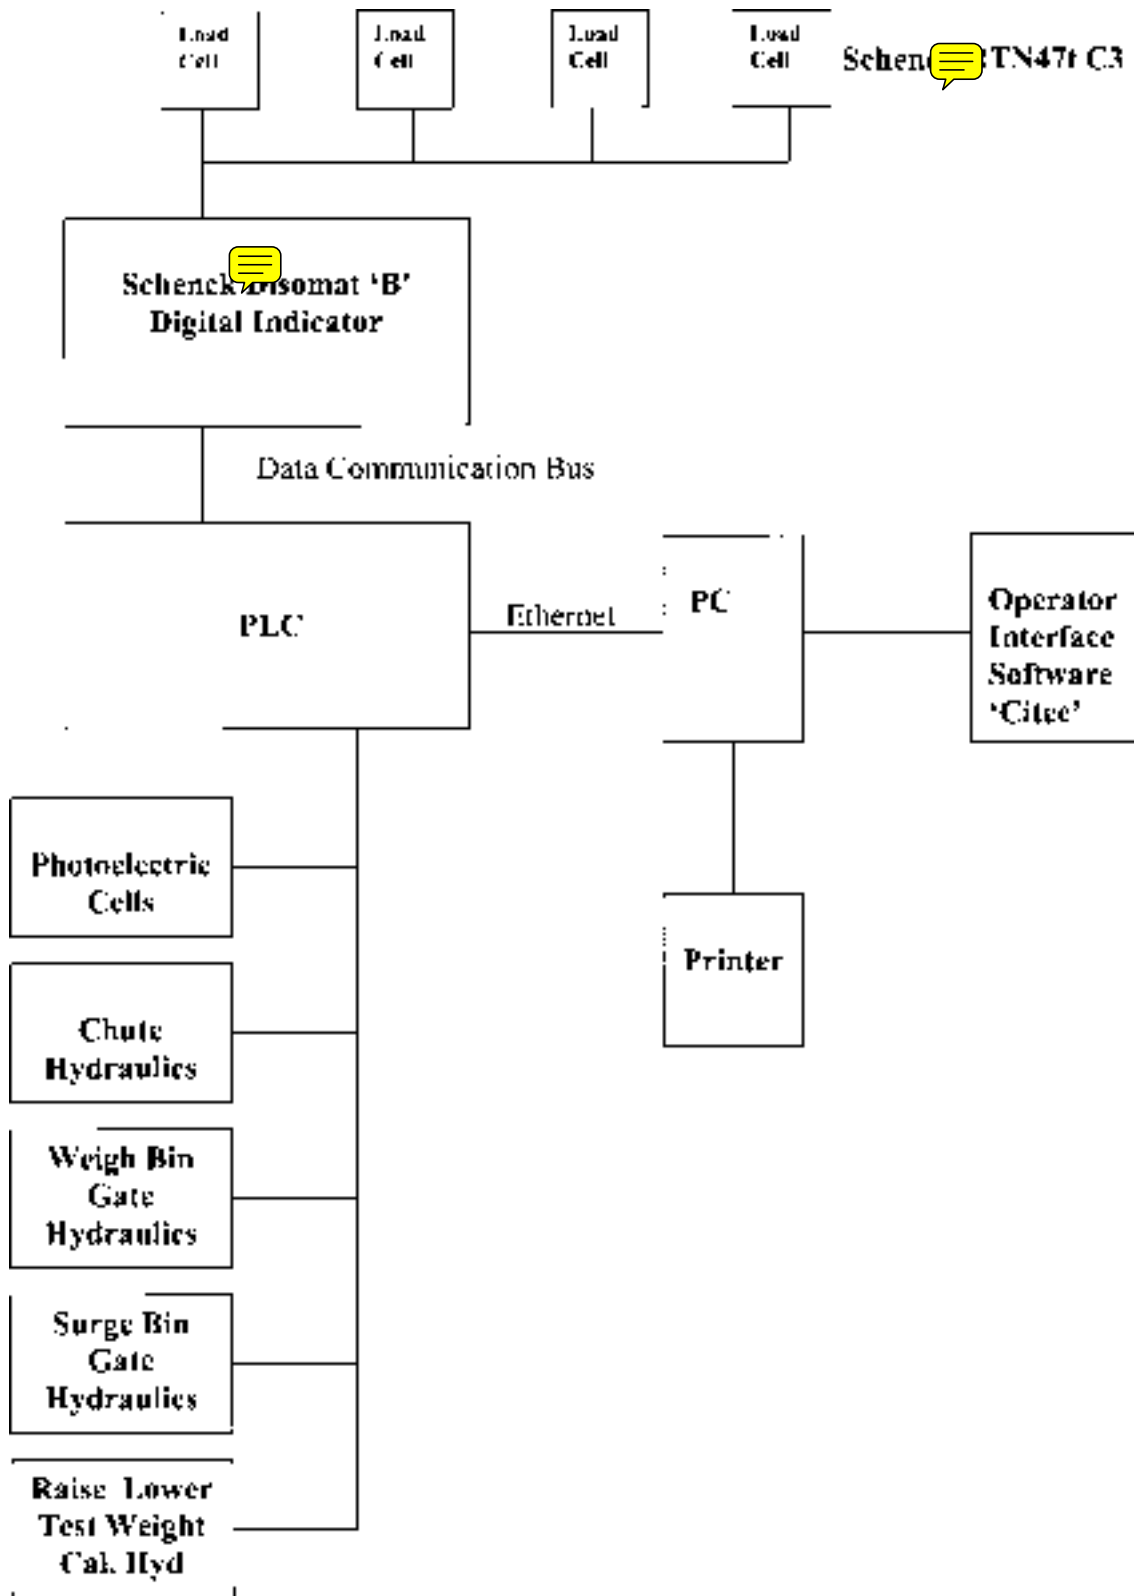 Load
Cell
Load
Cell
Load
Cell
Load
Cell
TN47t C3
Schenck Disomat ‘B’
Digital Indicator
Data Communication Bus
PLC
Ethernet
PC
Operator
Interface
Software
Photoelectric
Cells
Chute
Hydraulics
Weigh Bin
Gate
Hydraulics
Surge Bin
Gate
Hydraulics
Printer
Raise Lower
Test Weight
Cal. Hyd